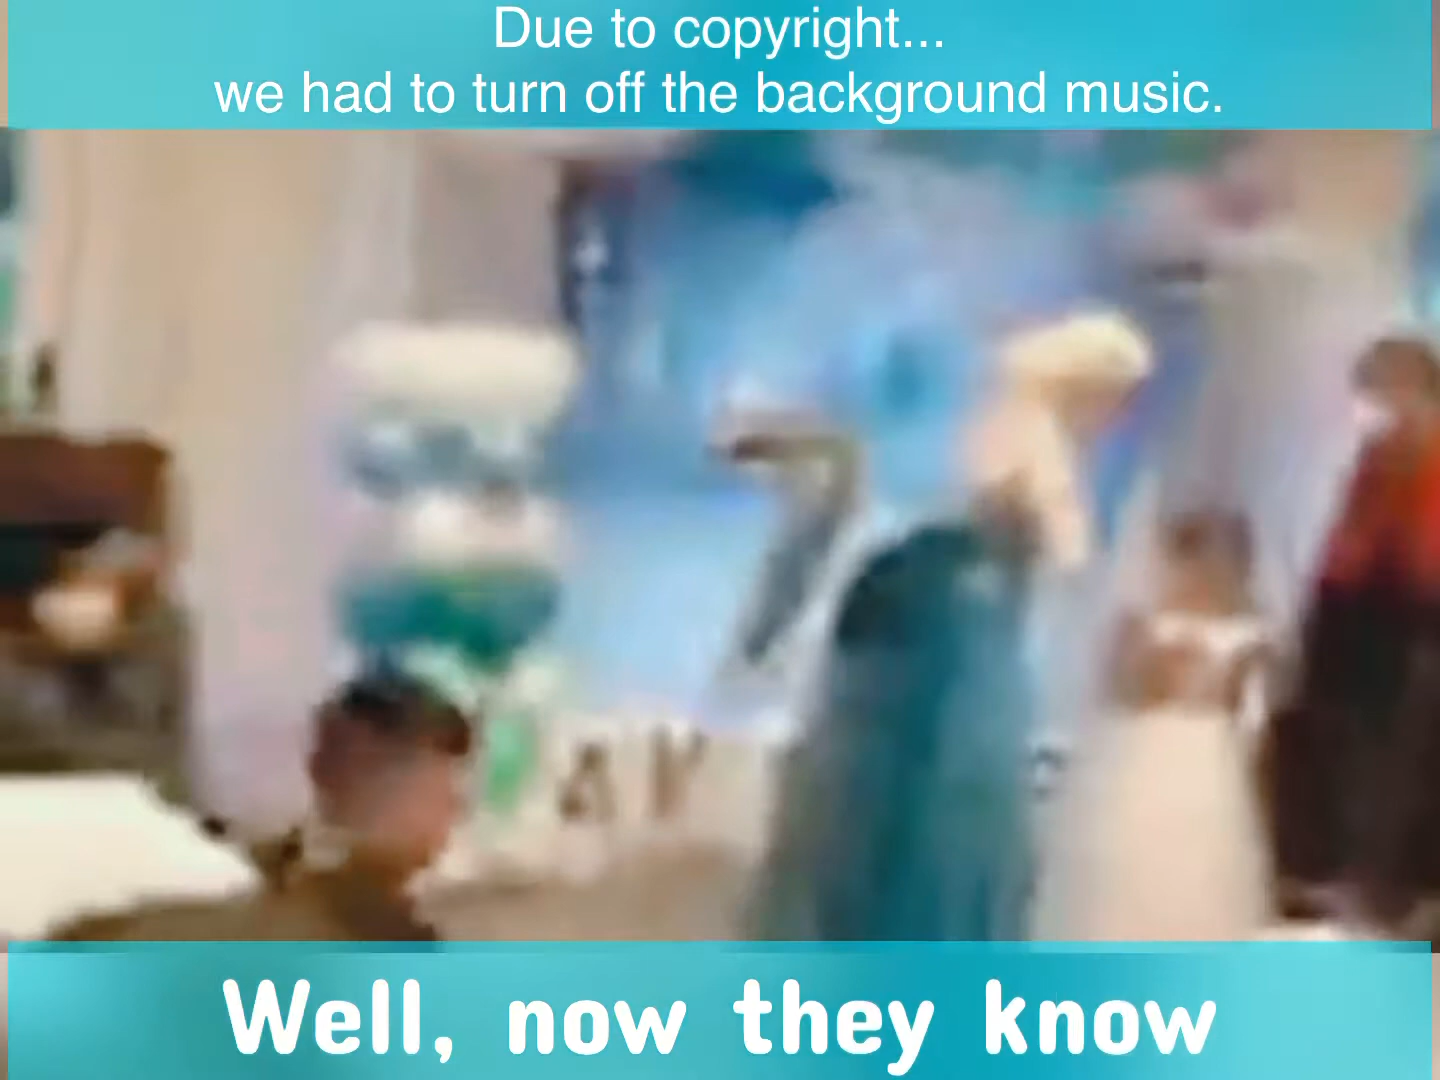 Due to copyright...
we had to turn off the background music.
Well, now they know